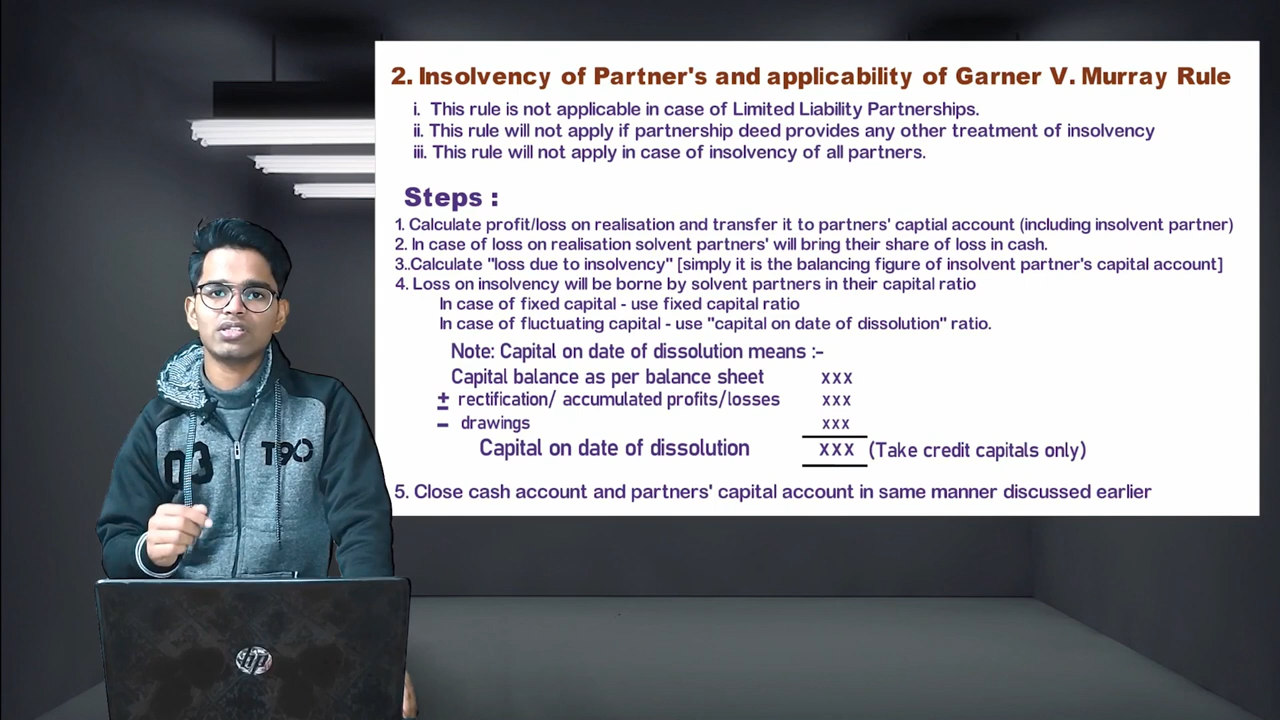 2. Insolvency of Partner's and applicability of Garner V. Murray Rule
i. This rule is not applicable in case of Limited Liability Partnerships.
ii. This rule will not apply if partnership deed provides any other treatment of insolvency
iii. This rule will not apply in case of insolvency of all partners.
Steps :
1. Calculate profit/loss on realisation and transfer it to partners' captial account (including insolvent partner)
2. In case of loss on realisation solvent partners' will bring their share of loss in cash.
3..Calculate "loss due to insolvency" [simply it is the balancing figure of insolvent partner's capital account]
4. Loss on insolvency will be borne by solvent partners in their capital ratio
In case of fixed capital - use fixed capital ratio
In case of fluctuating capital - use "capital on date of dissolution" ratio.
Note: Capital on date of dissolution means :-
Capital balance as per balance sheet xxx
± rectification/ accumulated profits/losses xxx
− drawings xxx
Capital on date of dissolution xxx (Take credit capitals only)
5. Close cash account and partners' capital account in same manner discussed earlier
03 T90
hp